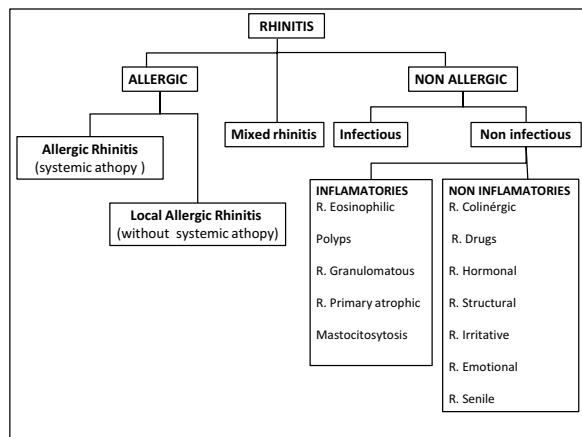 RHINITIS
ALLERGIC
NON ALLERGIC
Mixed rhinitis
Infectious
Non infectious
Allergic Rhinitis
(systemic athopy )
Local Allergic Rhinitis
(without systemic athopy)
INFLAMATORIES
R. Eosinophilic
Polyps
R. Granulomatous
R. Primary atrophic
Mastocitosytosis
NON INFLAMATORIES
R. Colinérgic
R. Drugs
R. Hormonal
R. Structural
R. Irritative
R. Emotional
R. Senile